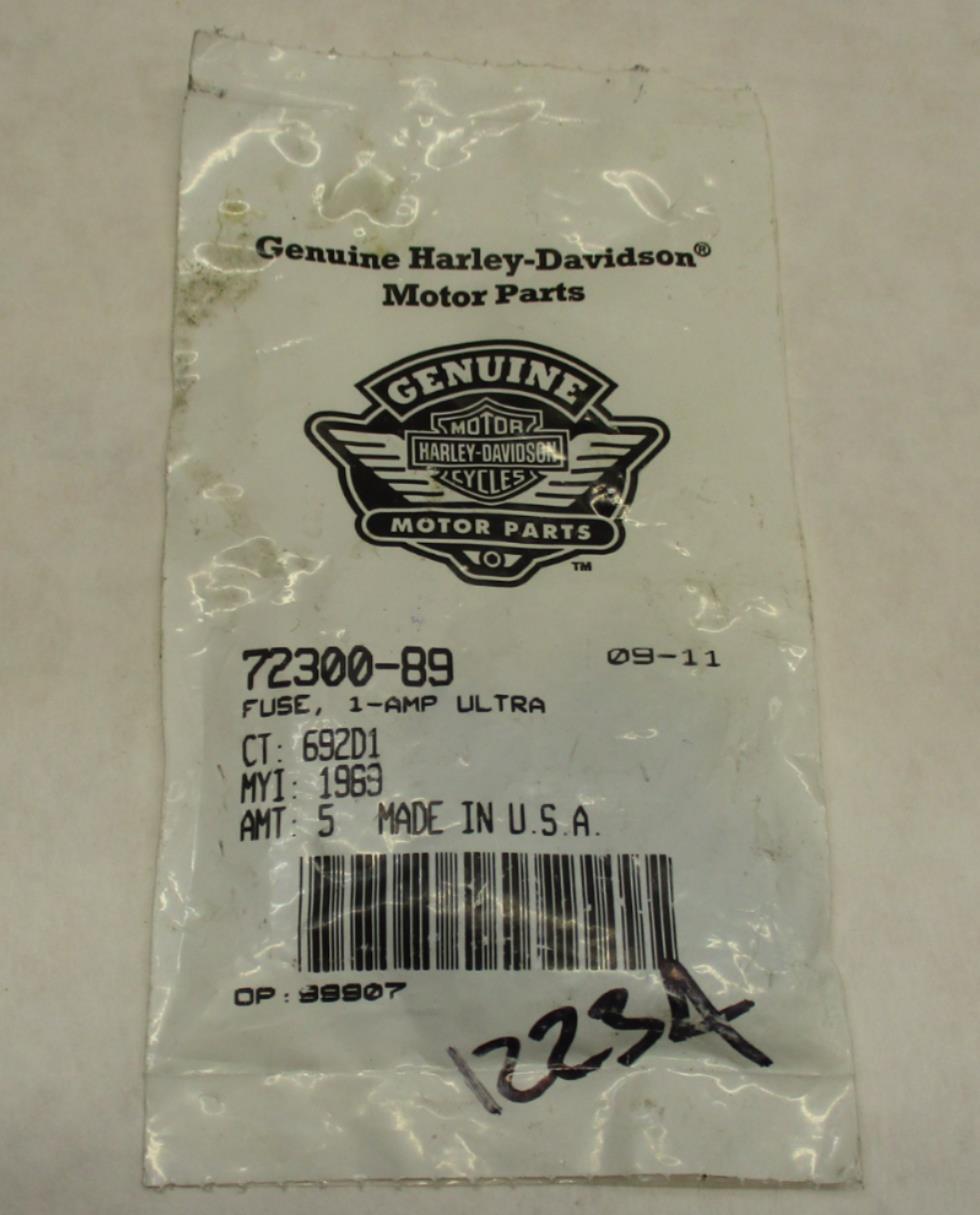 Genuine Harley-Davidson®
Motor Parts
GENUINE
MOTOR
HARLEY-DAVIDSON
CYCLES
MOTOR PARTS
TM
72300-89 09-11
FUSE, 1-AMP ULTRA
CT: 692D1
MYI: 1969
AMT: 5 MADE IN U.S.A.
OP: 99907
1223A